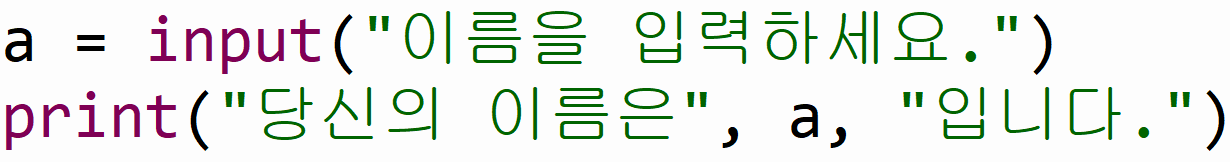 a = input("이름을 입력하세요.")
print("당신의 이름은", a, "입니다.")